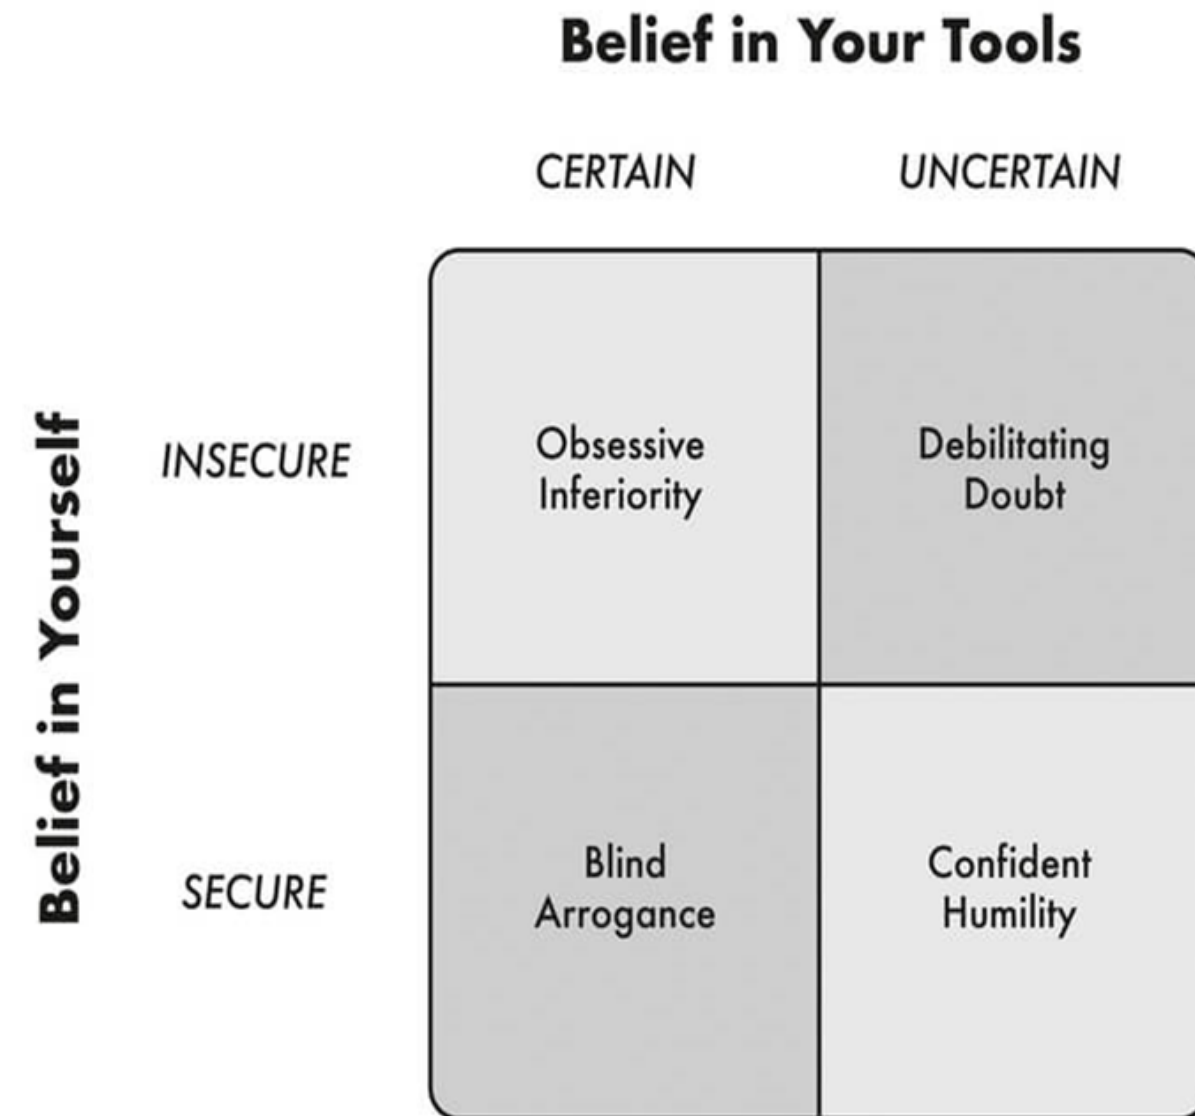 Belief in Your Tools
CERTAIN
UNCERTAIN
Belief in Yourself
INSECURE
Obsessive
Inferiority
Debilitating
Doubt
SECURE
Blind
Arrogance
Confident
Humility